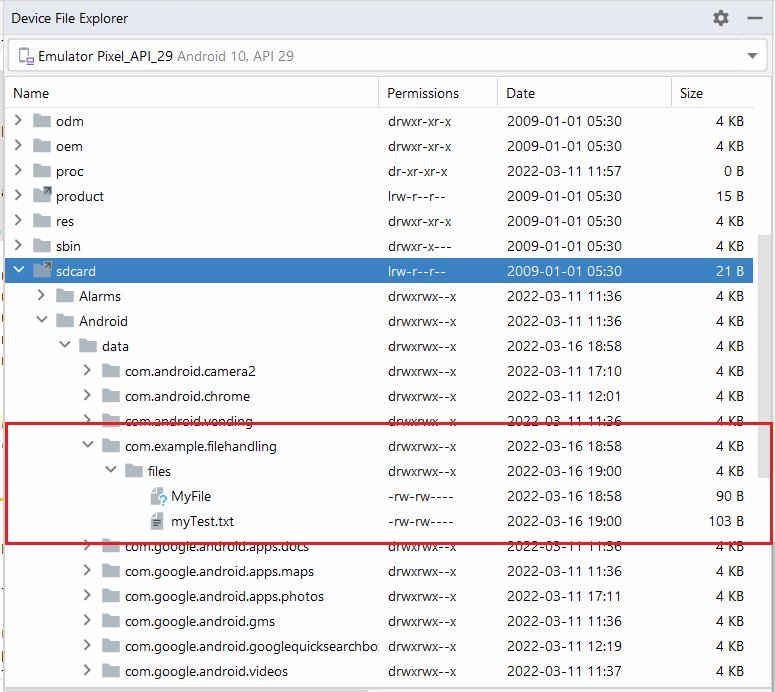 Device File Explorer
Emulator Pixel_API_29 Android 10, API 29
Name Permissions Date Size
odm drwxr-xr-x 2009-01-01 05:30 4 KB
oem drwxr-xr-x 2009-01-01 05:30 4 KB
proc dr-xr-xr-x 2022-03-11 11:57 0 B
product lrw-r--r-- 2009-01-01 05:30 15 B
res drwxr-xr-x 2009-01-01 05:30 4 KB
sbin drwxr-x--- 2009-01-01 05:30 4 KB
sdcard lrw-r--r-- 2009-01-01 05:30 21 B
Alarms drwxrwx--x 2022-03-11 11:36 4 KB
Android drwxrwx--x 2022-03-11 11:36 4 KB
data drwxrwx--x 2022-03-16 18:58 4 KB
com.android.camera2 drwxrwx--x 2022-03-11 17:10 4 KB
com.android.chrome drwxrwx--x 2022-03-11 12:01 4 KB
com.android.vending drwxrwx--x 2022-03-11 11:36 4 KB
com.example.filehandling drwxrwx--x 2022-03-16 18:58 4 KB
files drwxrwx--x 2022-03-16 19:00 4 KB
MyFile -rw-rw---- 2022-03-16 18:58 90 B
myTest.txt -rw-rw---- 2022-03-16 19:00 103 B
com.google.android.apps.docs drwxrwx--x 2022-03-11 11:36 4 KB
com.google.android.apps.maps drwxrwx--x 2022-03-11 11:36 4 KB
com.google.android.apps.photos drwxrwx--x 2022-03-11 17:11 4 KB
com.google.android.gms drwxrwx--x 2022-03-11 11:36 4 KB
com.google.android.googlequicksearchbo drwxrwx--x 2022-03-11 12:19 4 KB
com.google.android.videos drwxrwx--x 2022-03-11 11:37 4 KB